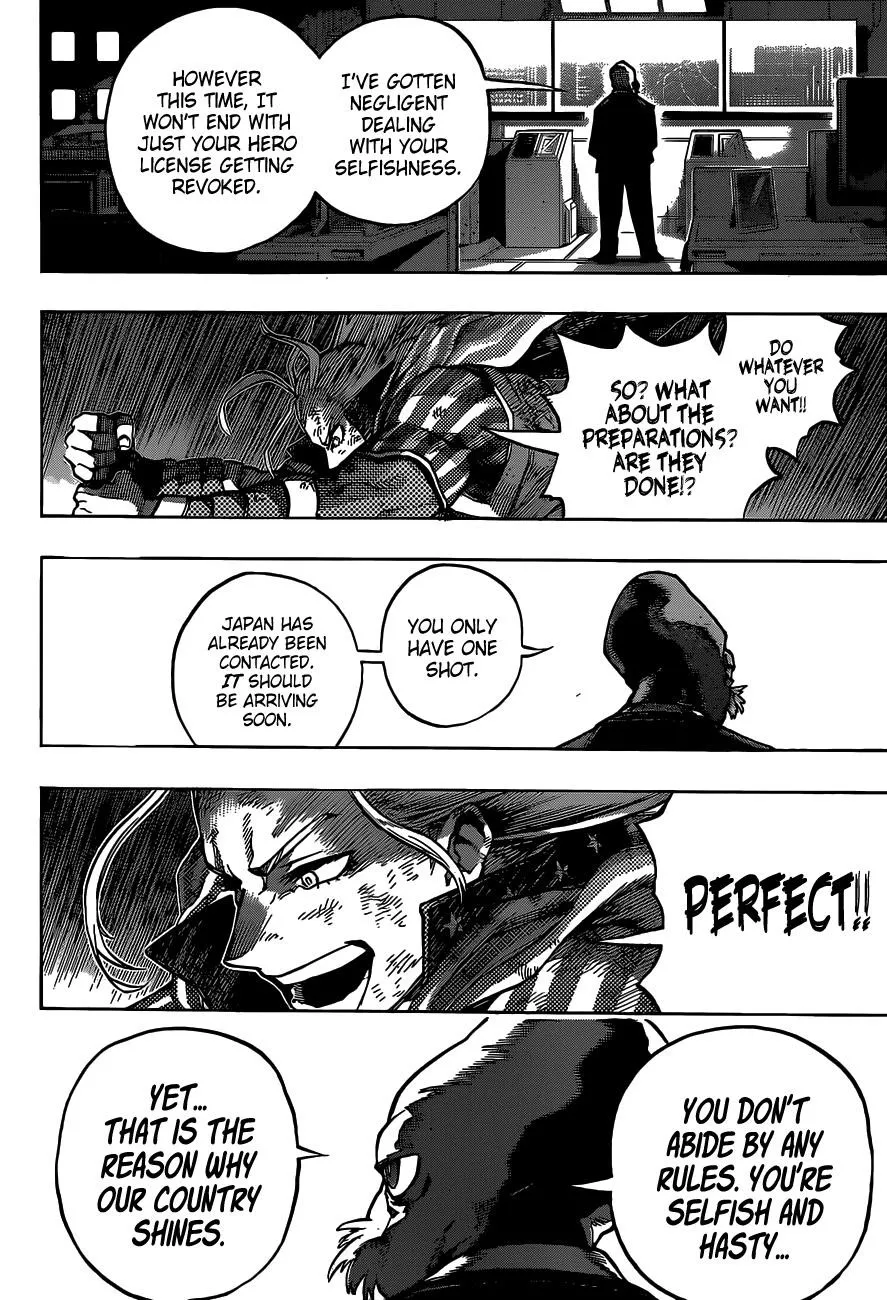 I'VE GOTTEN
NEGLIGENT
DEALING
WITH YOUR
SELFISHNESS.
HOWEVER
THIS TIME, IT
WON'T END WITH
JUST YOUR HERO
LICENSE GETTING
REVOKED.
DO
WHATEVER
YOU
WANT!!
SO? WHAT
ABOUT THE
PREPARATIONS?
ARE THEY
DONE!?
YOU ONLY
HAVE ONE
SHOT.
JAPAN HAS
ALREADY BEEN
CONTACTED.
IT SHOULD
BE ARRIVING
SOON.
PERFECT!!
YOU DON'T
ABIDE BY ANY
RULES. YOU'RE
SELFISH AND
HASTY...
YET...
THAT IS THE
REASON WHY
OUR COUNTRY
SHINES.